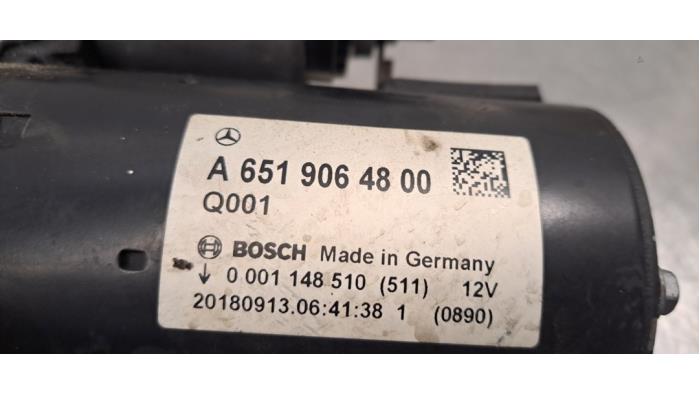 A 651 906 48 00
Q001
BOSCH Made in Germany
↓ 0 001 148 510 (511) 12V
20180913.06:41:38 1 (0890)